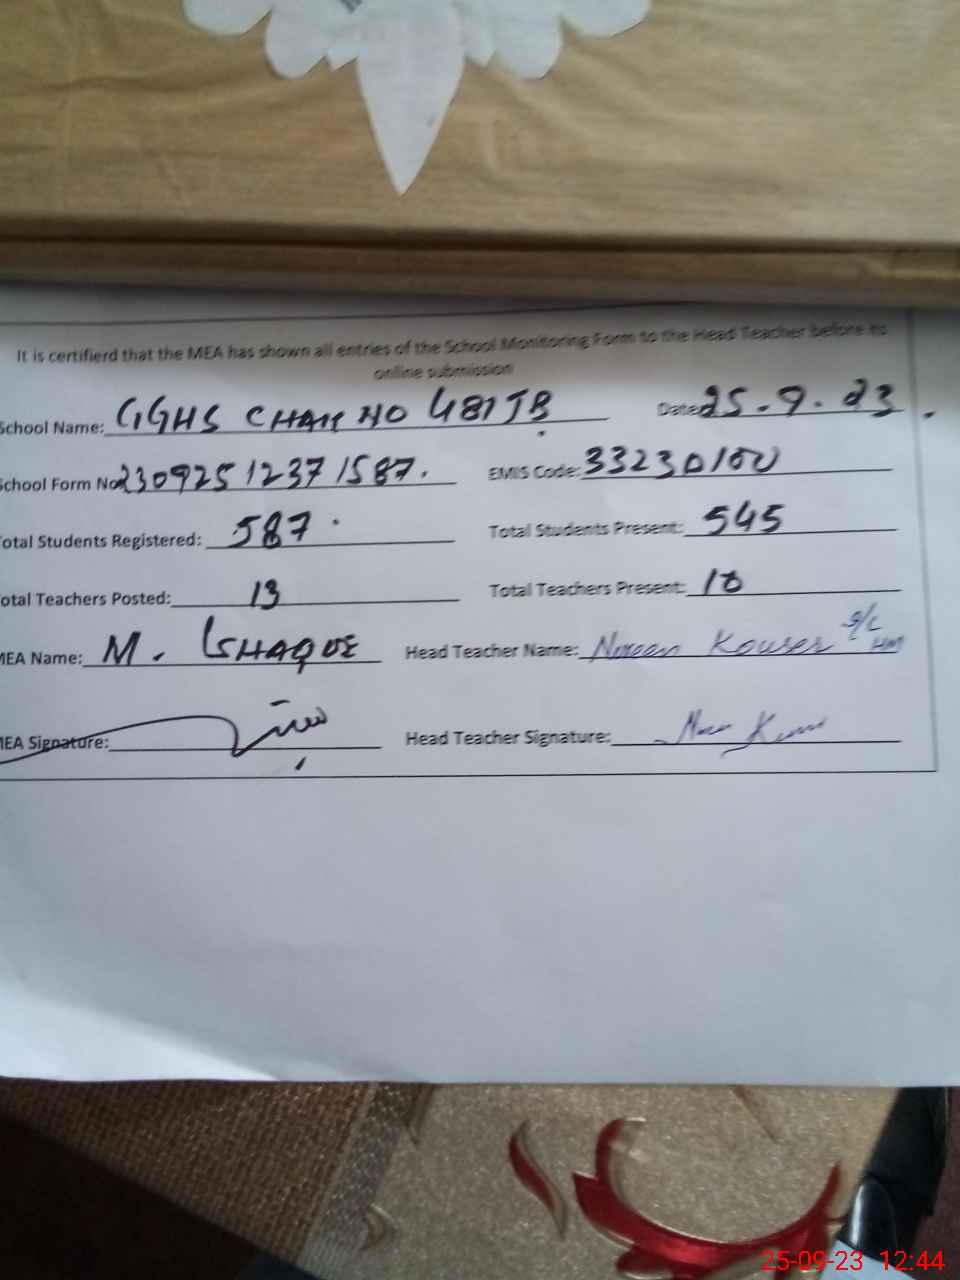 It is certifierd that the MEA has shown all entries of the School Monitoring Form to the Head Teacher before its
online submission
School Name: GGHS CHAK NO 481JB Date: 25-9-23.
School Form No 23092512371587. EMIS Code: 33230100
Total Students Registered: 587. Total Students Present: 545
Total Teachers Posted: 13 Total Teachers Present: 10
MEA Name: M. ISHAQUE Head Teacher Name: Noreen Kouser S/C HM
MEA Signature: Head Teacher Signature:
25-09-23 12:44